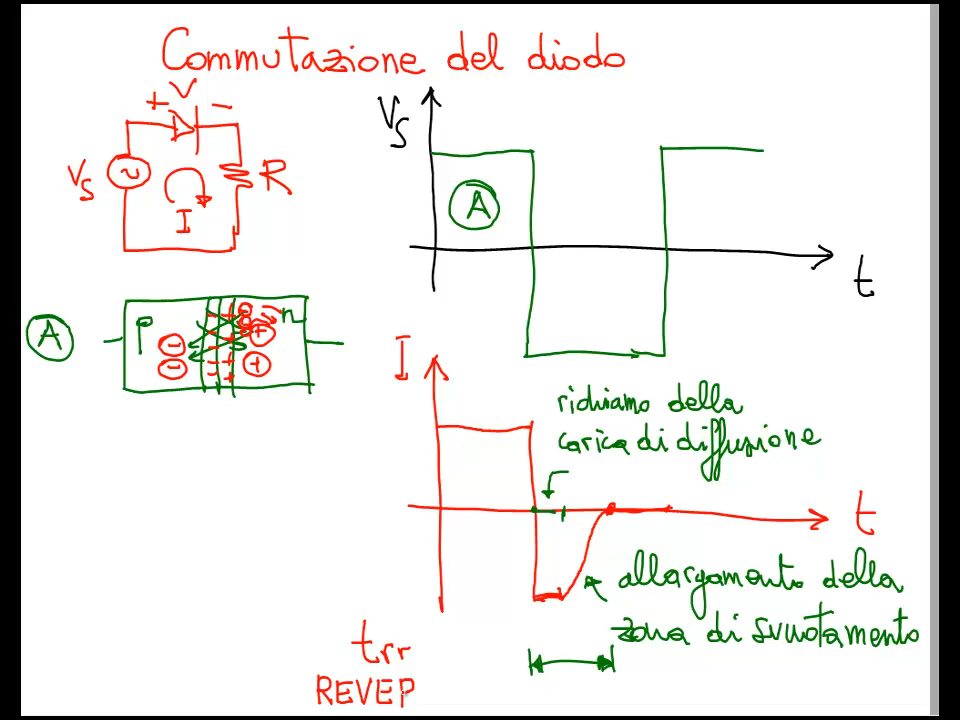 Commutazione del diodo
+ V -
Vs
R
I
Vs
A
t
A
p
n
I
richiamo della
carica di diffusione
t
allargamento della
zona di svuotamento
trr
REVEP